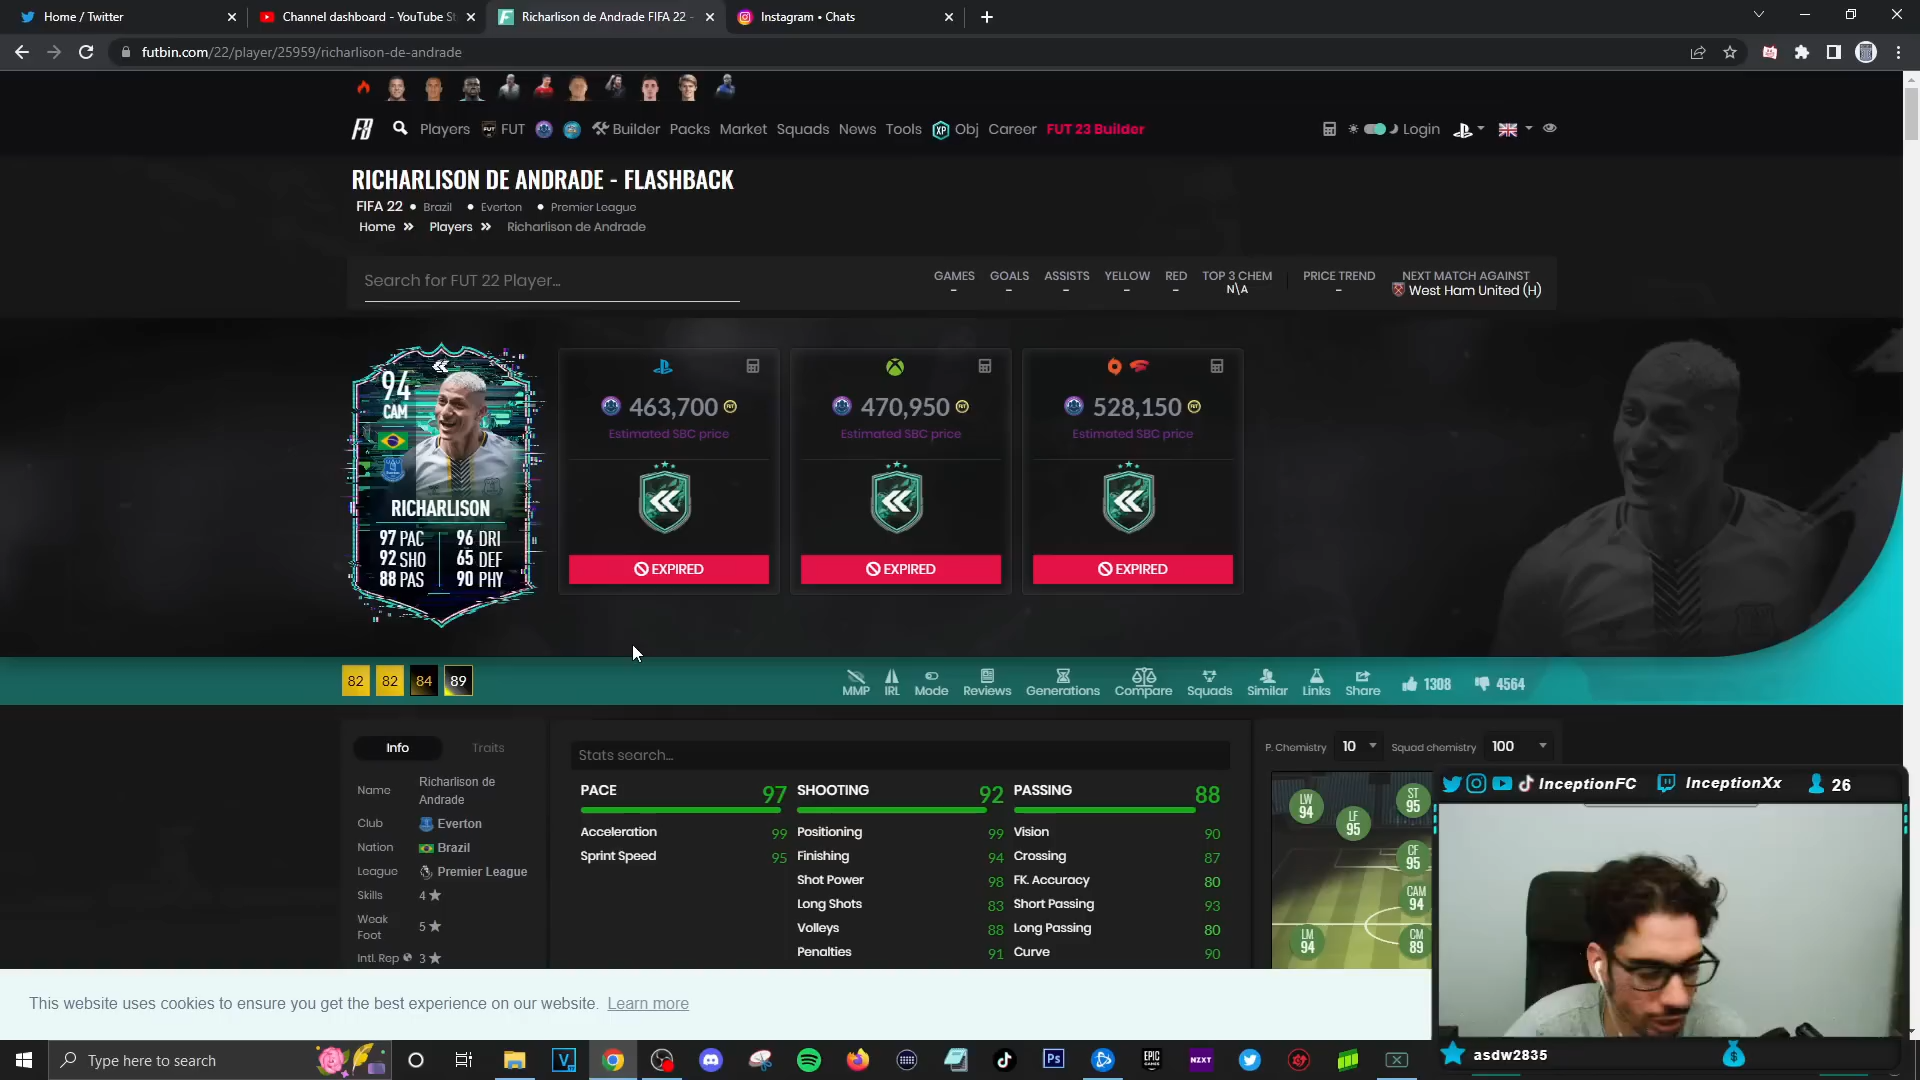 Home / Twitter
Channel dashboard - YouTube St
Richarlison de Andrade FIFA 22 -
Instagram • Chats
futbin.com/22/player/25959/richarlison-de-andrade
Players FUT Builder Packs Market Squads News Tools XP Obj Career FUT 23 Builder Login
RICHARLISON DE ANDRADE - FLASHBACK
FIFA 22 • Brazil • Everton • Premier League
Home » Players » Richarlison de Andrade
Search for FUT 22 Player...
GAMES GOALS ASSISTS YELLOW RED TOP 3 CHEM PRICE TREND NEXT MATCH AGAINST
- - - - - N\A - West Ham United (H)
94
CAM
RICHARLISON
97 PAC 96 DRI
92 SHO 65 DEF
88 PAS 90 PHY
463,700 470,950 528,150
Estimated SBC price Estimated SBC price Estimated SBC price
EXPIRED EXPIRED EXPIRED
82 82 84 89
MMP IRL Mode Reviews Generations Compare Squads Similar Links Share 1308 4564
Info Traits
Name Richarlison de Andrade
Club Everton
Nation Brazil
League Premier League
Skills 4★
Weak Foot 5★
Intl. Rep 3★
Stats search...
PACE 97
Acceleration 99
Sprint Speed 95
SHOOTING 92
Positioning 99
Finishing 94
Shot Power 98
Long Shots 83
Volleys 88
Penalties 91
PASSING 88
Vision 90
Crossing 87
FK. Accuracy 80
Short Passing 93
Long Passing 80
Curve 90
P. Chemistry 10 Squad chemistry 100
LW 94
LF 95
ST 95
CF 95
CAM 94
LM 94
CM 89
InceptionFC InceptionXx 26
asdw2835
This website uses cookies to ensure you get the best experience on our website. Learn more
Type here to search
Ps
EPIC GAMES
NZXT